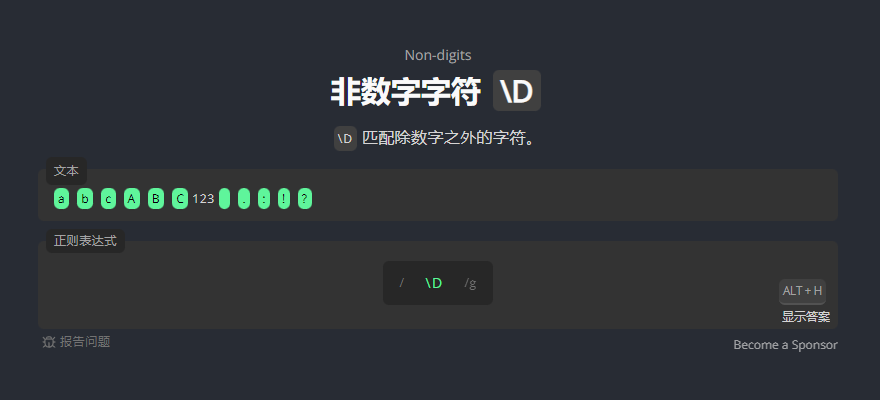 Non-digits
非数字字符 \D
\D 匹配除数字之外的字符。
文本
abcABC123 .:!?
正则表达式
/ \D /g
ALT + H
显示答案
报告问题
Become a Sponsor